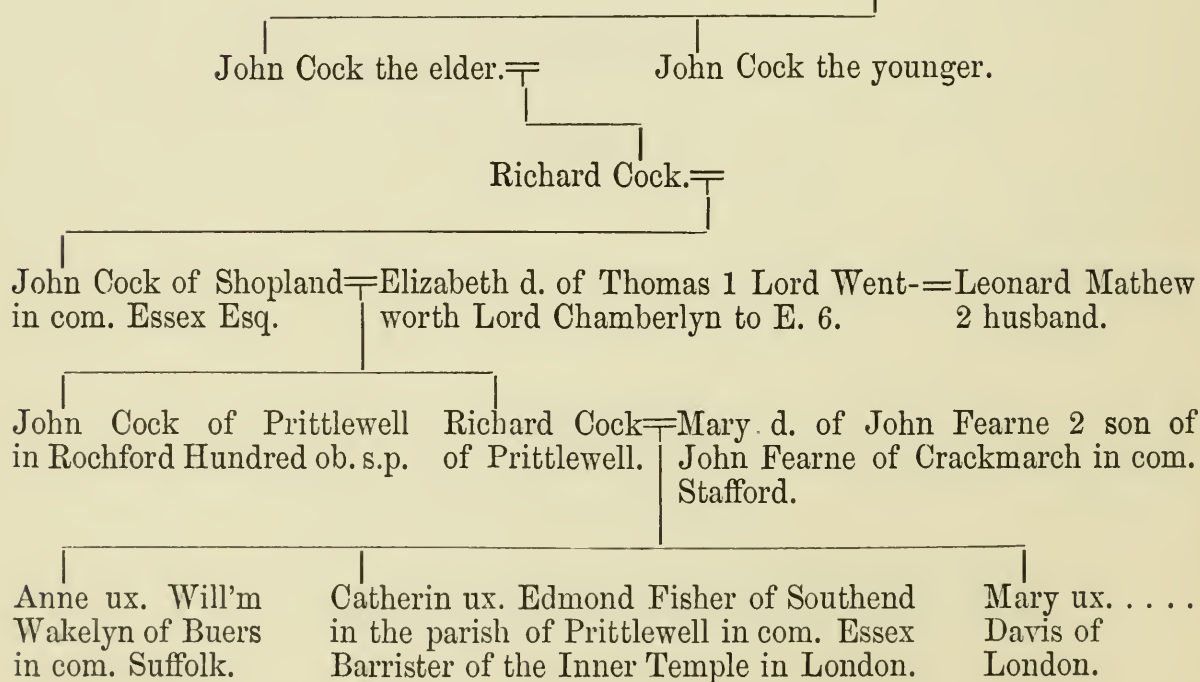 John Cock the elder. John Cock the younger.
Richard Cock.
John Cock of Shopland
in com. Essex Esq.
Elizabeth d. of Thomas 1 Lord Went-
worth Lord Chamberlyn to E. 6.
Leonard Mathew
2 husband.
John Cock of Prittlewell
in Rochford Hundred ob. s.p.
Richard Cock
of Prittlewell.
Mary d. of John Fearne 2 son of
John Fearne of Crackmarch in com.
Stafford.
Anne ux. Will'm
Wakelyn of Buers
in com. Suffolk.
Catherin ux. Edmond Fisher of Southend
in the parish of Prittlewell in com. Essex
Barrister of the Inner Temple in London.
Mary ux. . . . .
Davis of
London.